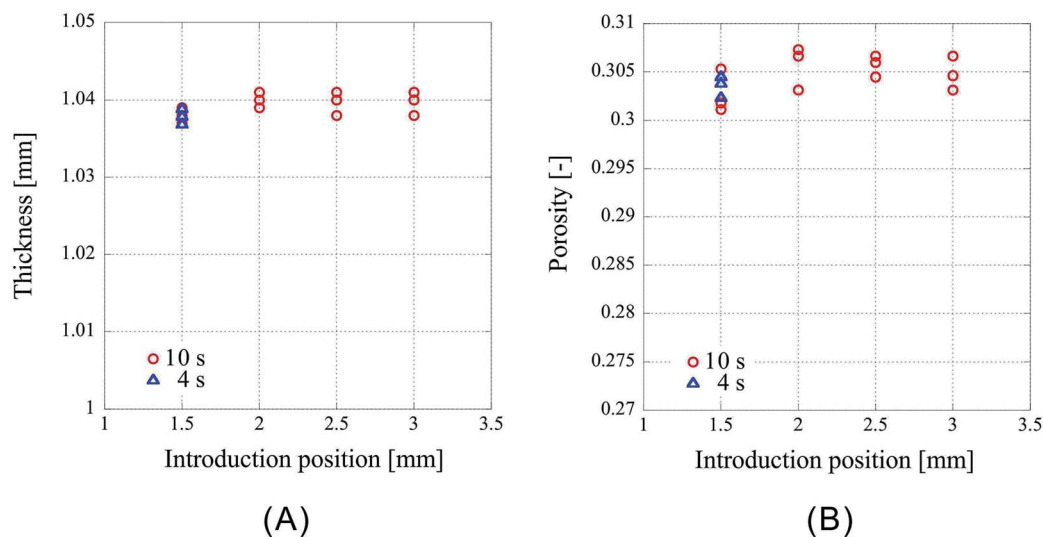 1.05
1.04
1.03
1.02
1.01
1
Thickness [mm]
10 s
4 s
1
1.5
2
2.5
3
3.5
Introduction position [mm]
(A)
0.31
0.305
0.3
0.295
0.29
0.285
0.28
0.275
0.27
Porosity [-]
10 s
4 s
1
1.5
2
2.5
3
3.5
Introduction position [mm]
(B)